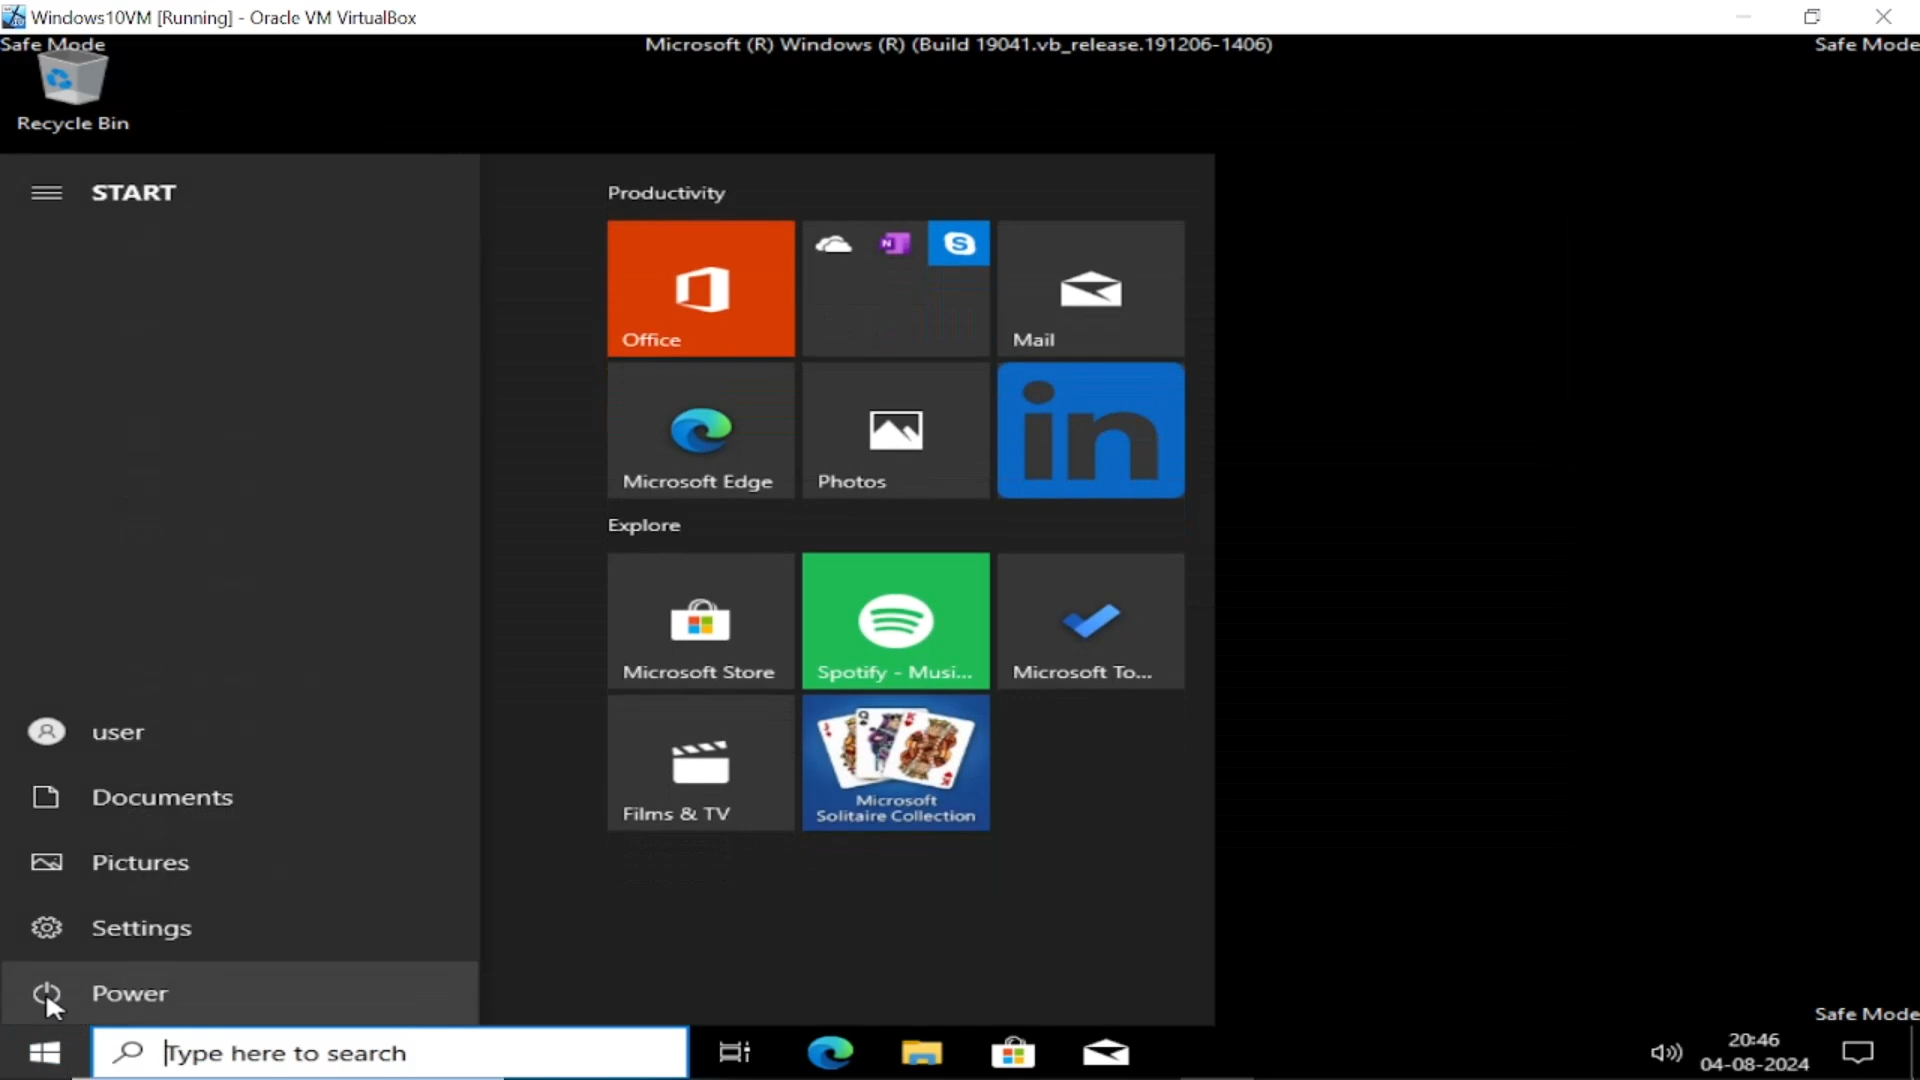 Windows10VM [Running] - Oracle VM VirtualBox
Safe Mode
Microsoft (R) Windows (R) (Build 19041.vb_release.191206-1406)
Safe Mode
Recycle Bin
START
Productivity
Office
Mail
Microsoft Edge
Photos
in
Explore
Microsoft Store
Spotify - Musi...
Microsoft To...
Films & TV
Microsoft
Solitaire Collection
user
Documents
Pictures
Settings
Power
Safe Mode
Type here to search
20:46
04-08-2024